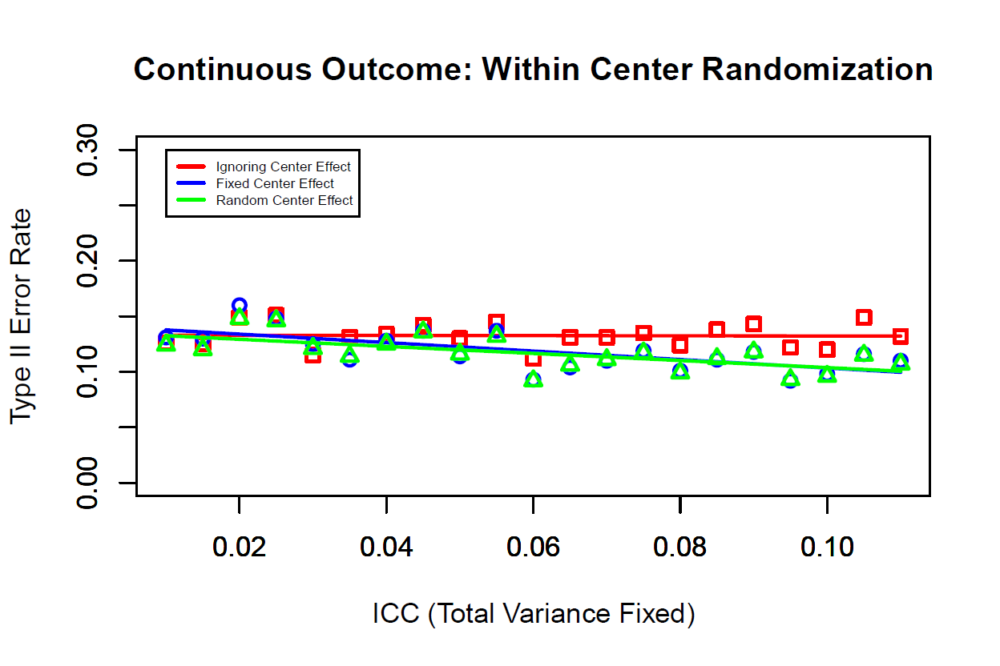 Continuous Outcome: Within Center Randomization
Type II Error Rate
0.30
0.20
0.10
0.00
Ignoring Center Effect
Fixed Center Effect
Random Center Effect
0.02 0.04 0.06 0.08 0.10
ICC (Total Variance Fixed)